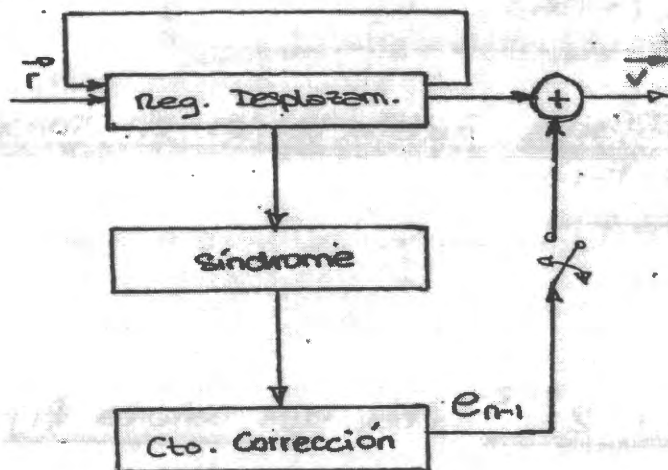 r
Reg. Desplazam.
+
v
Síndrome
Cto. Corrección
e_{n-1}